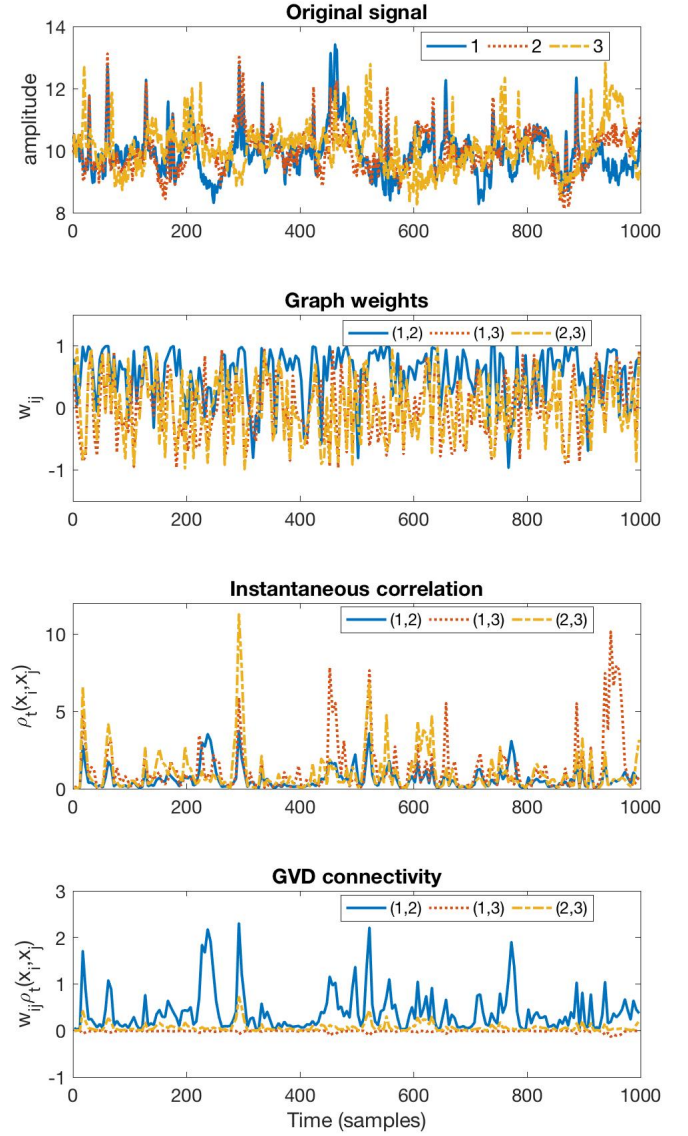 Original signal
1 2 3
14
12
10
8
amplitude
0 200 400 600 800 1000
Graph weights
(1,2) (1,3) (2,3)
1
0
-1
w_ij
0 200 400 600 800 1000
Instantaneous correlation
(1,2) (1,3) (2,3)
10
5
0
ρ_t(x_i,x_j)
0 200 400 600 800 1000
GVD connectivity
(1,2) (1,3) (2,3)
3
2
1
0
-1
w_ijρ_t(x_i,x_j)
0 200 400 600 800 1000
Time (samples)